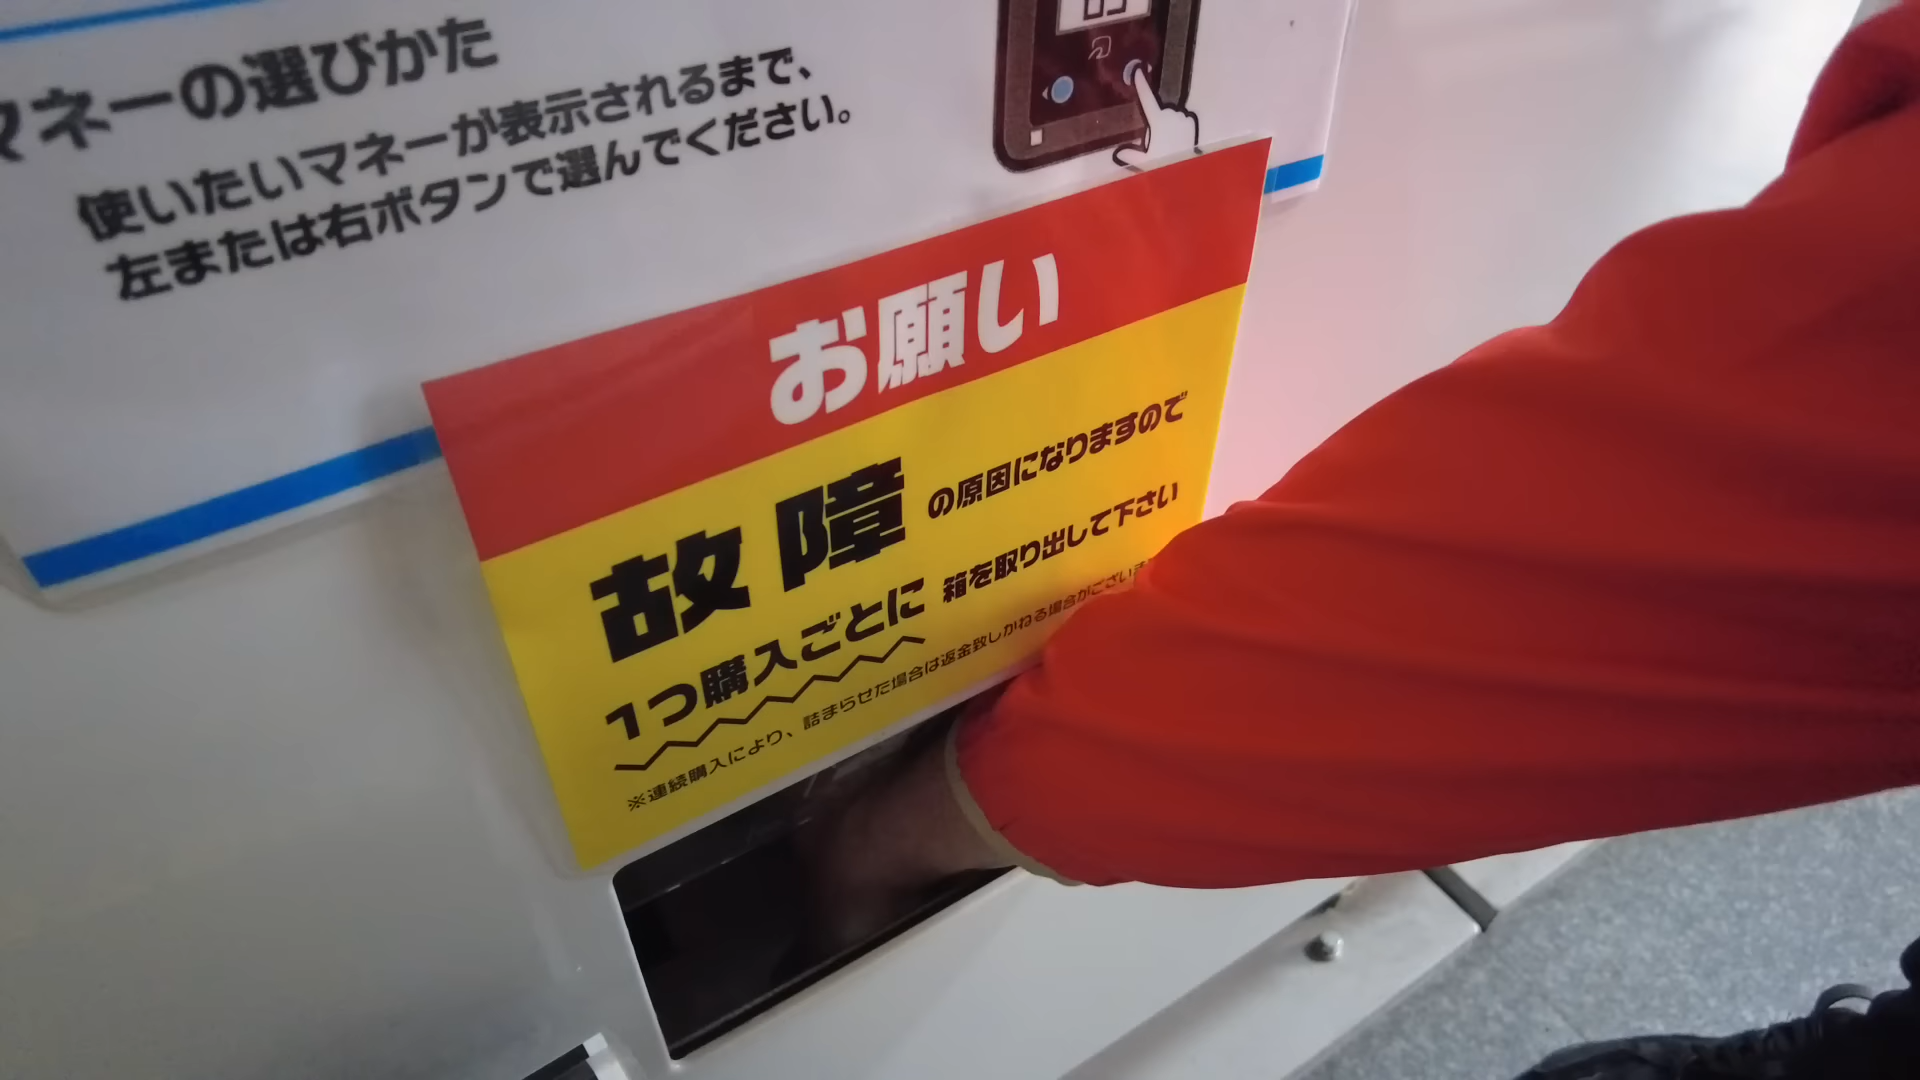 マネーの選びかた
使いたいマネーが表示されるまで、
左または右ボタンで選んでください。
お願い
故障の原因になりますので
1つ購入ごとに 箱を取り出して下さい
※連続購入により、詰まらせた場合は返金致しかねる場合がございま